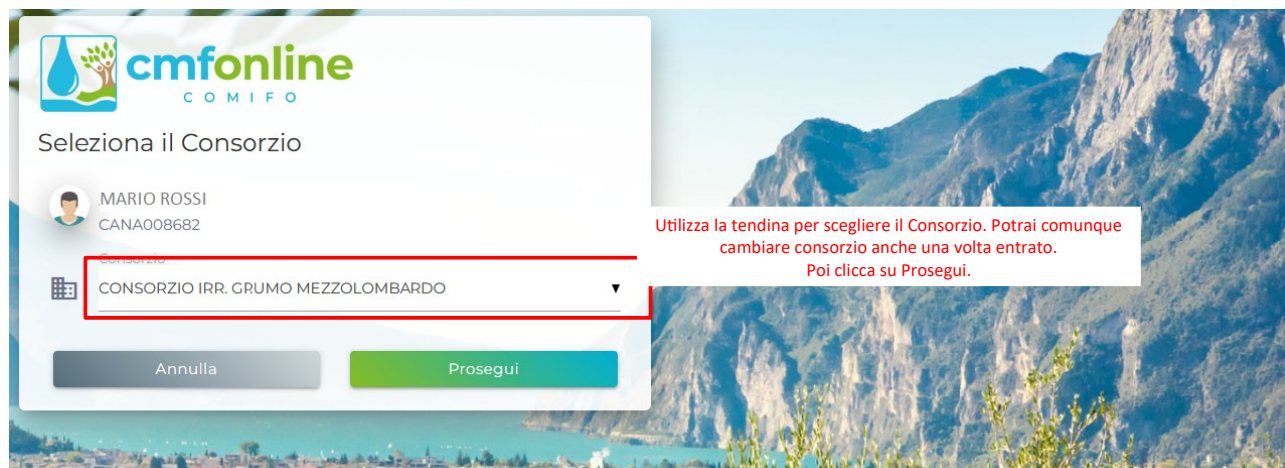 cmfonline
COMIFO
Seleziona il Consorzio
MARIO ROSSI
CANA008682
Consorzio
CONSORZIO IRR. GRUMO MEZZOLOMBARDO
Utilizza la tendina per scegliere il Consorzio. Potrai comunque
cambiare consorzio anche una volta entrato.
Poi clicca su Prosegui.
Annulla
Prosegui